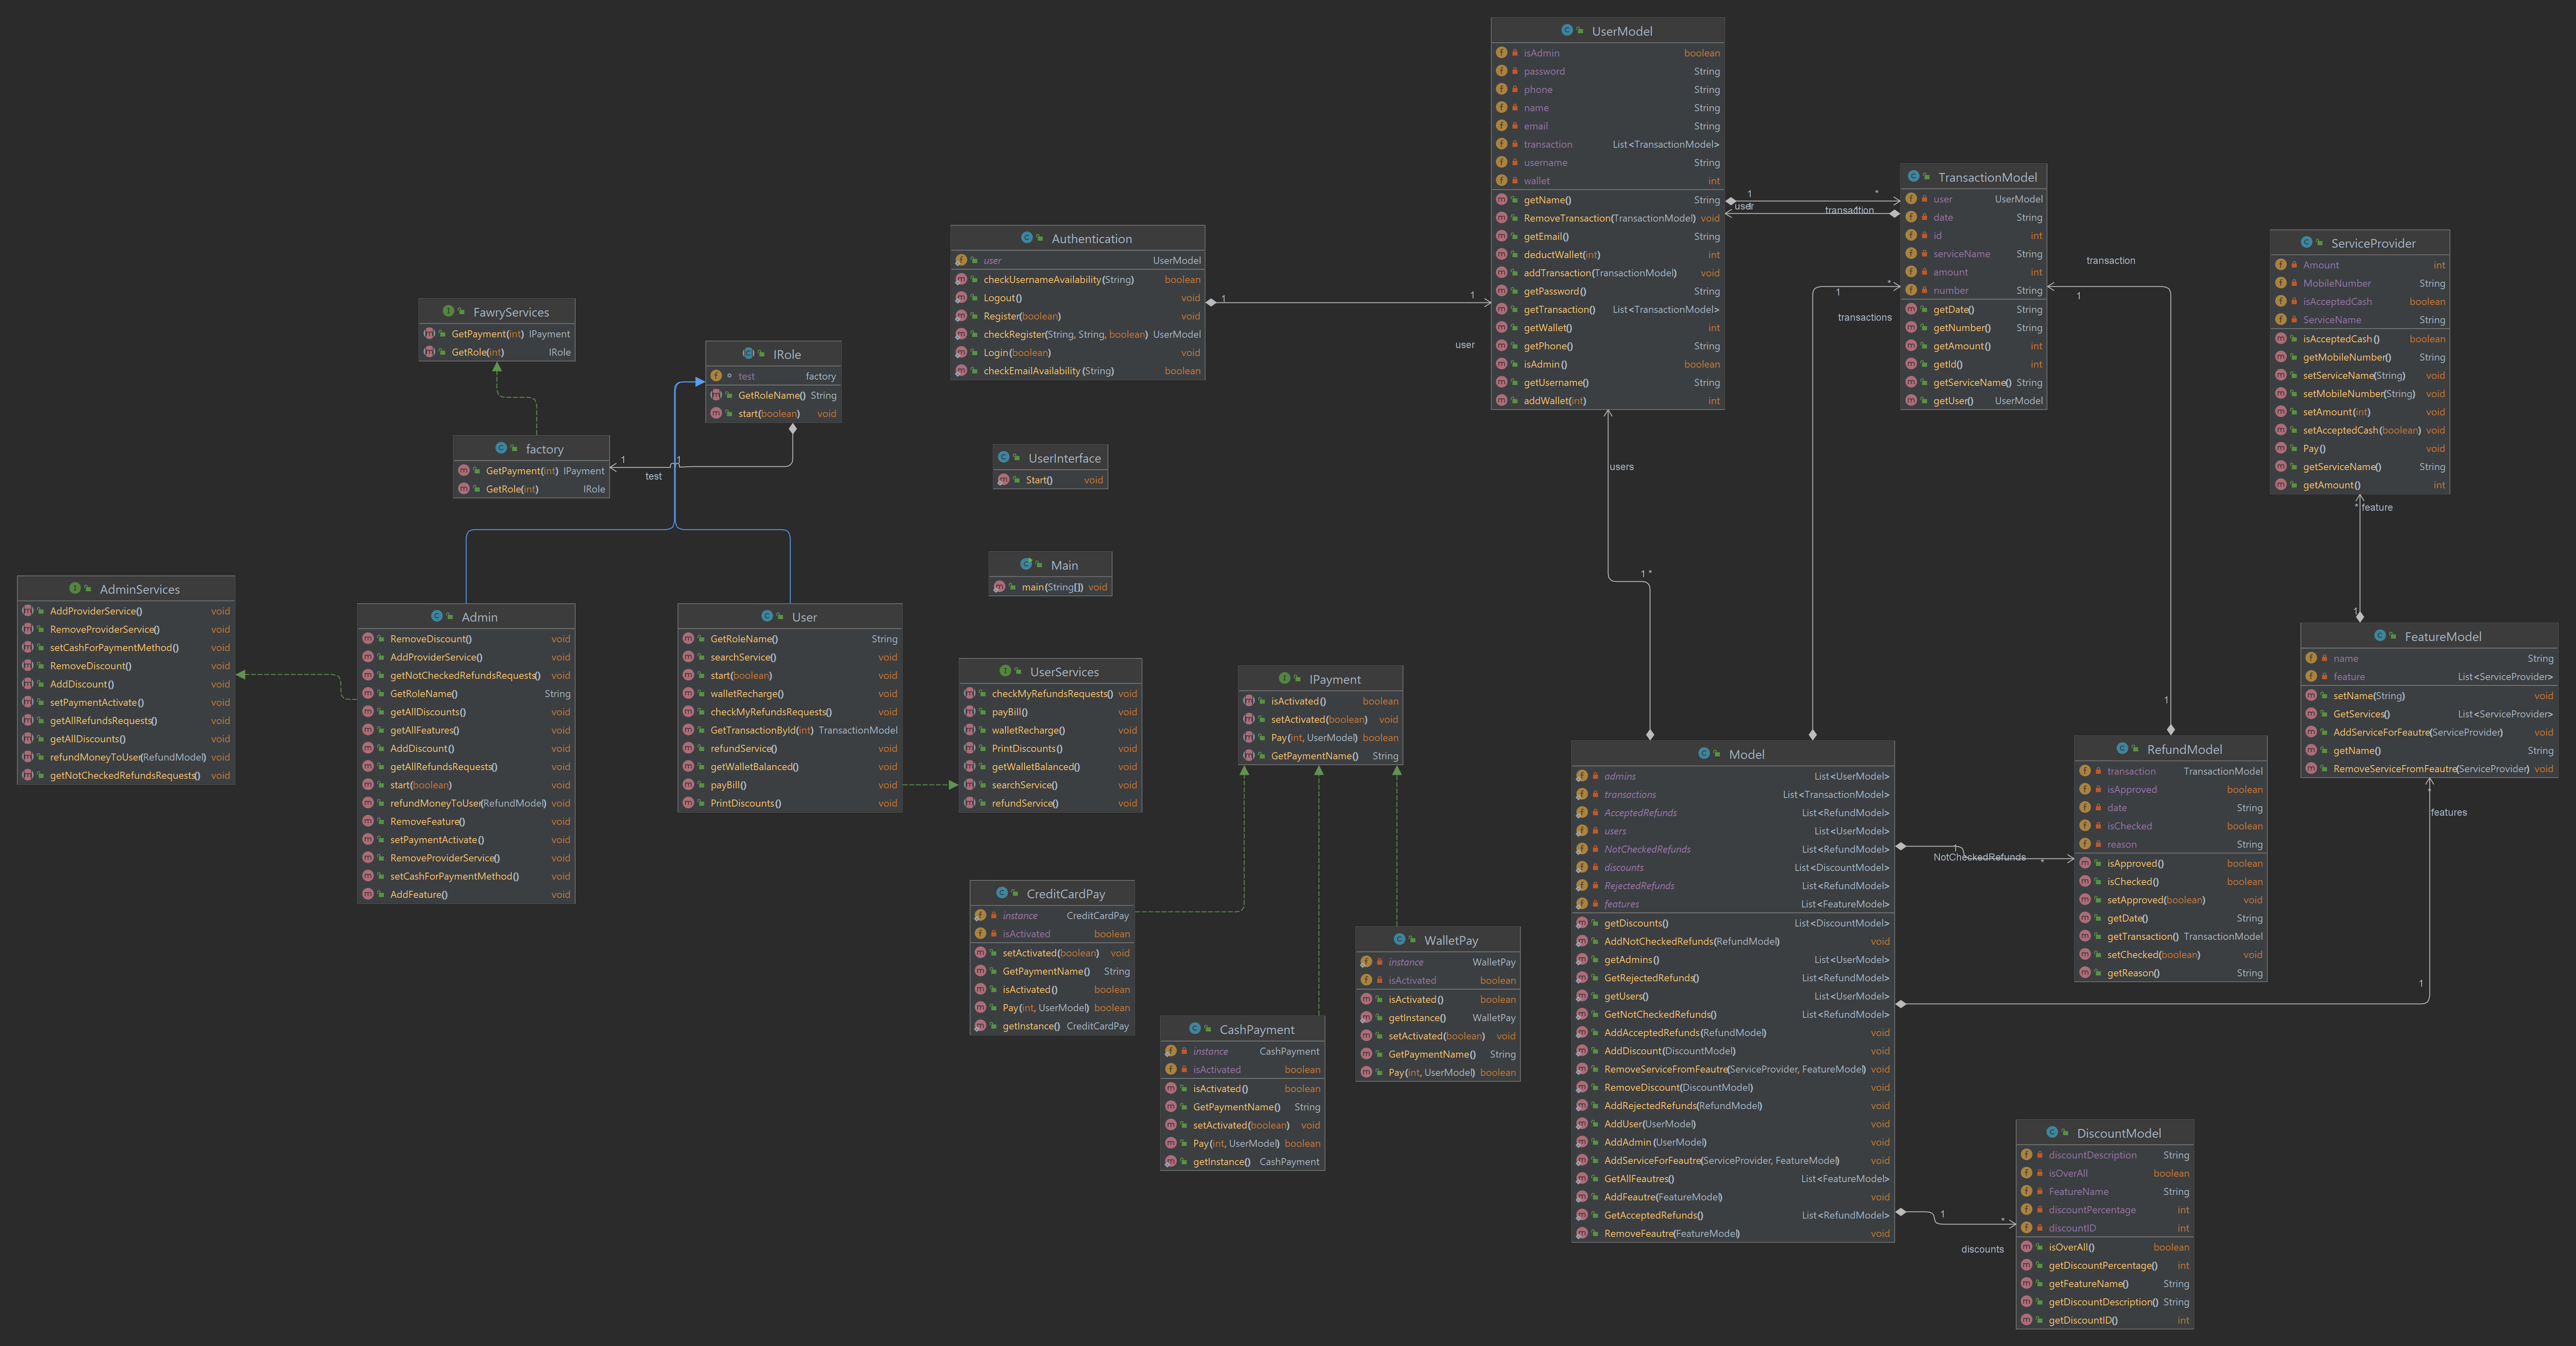 UserModel
isAdmin boolean
password String
phone String
name String
email String
transaction List<TransactionModel>
username String
wallet int
getName() String
RemoveTransaction(TransactionModel) void
getEmail() String
deductWallet(int) int
addTransaction(TransactionModel) void
getPassword() String
getTransaction() List<TransactionModel>
getWallet() int
getPhone() String
isAdmin() boolean
getUsername() String
addWallet(int) int
TransactionModel
user UserModel
date String
id int
serviceName String
amount int
number String
getDate() String
getNumber() String
getAmount() int
getId() int
getServiceName() String
getUser() UserModel
1 *
user
transaction
transaction
1
1
transactions
*
ServiceProvider
Amount int
MobileNumber String
isAcceptedCash boolean
ServiceName String
isAcceptedCash() boolean
getMobileNumber() String
setServiceName(String) void
setMobileNumber(String) void
setAmount(int) void
setAcceptedCash(boolean) void
Pay() void
getServiceName() String
getAmount() int
* feature
1
Authentication
user UserModel
checkUsernameAvailability(String) boolean
Logout() void
Register(boolean) void
checkRegister(String, String, boolean) UserModel
Login(boolean) void
checkEmailAvailability(String) boolean
1 1
user
FawryServices
GetPayment(int) IPayment
GetRole(int) IRole
IRole
test factory
GetRoleName() String
start(boolean) void
factory
GetPayment(int) IPayment
GetRole(int) IRole
1 1
test
UserInterface
Start() void
users
1 *
Main
main(String[]) void
AdminServices
AddProviderService() void
RemoveProviderService() void
setCashForPaymentMethod() void
RemoveDiscount() void
AddDiscount() void
setPaymentActivate() void
getAllRefundsRequests() void
getAllDiscounts() void
refundMoneyToUser(RefundModel) void
getNotCheckedRefundsRequests() void
Admin
RemoveDiscount() void
AddProviderService() void
getNotCheckedRefundsRequests() void
GetRoleName() String
getAllDiscounts() void
getAllFeatures() void
AddDiscount() void
getAllRefundsRequests() void
start(boolean) void
refundMoneyToUser(RefundModel) void
RemoveFeature() void
setPaymentActivate() void
RemoveProviderService() void
setCashForPaymentMethod() void
AddFeature() void
User
GetRoleName() String
searchService() void
start(boolean) void
walletRecharge() void
checkMyRefundsRequests() void
GetTransactionById(int) TransactionModel
refundService() void
getWalletBalanced() void
payBill() void
PrintDiscounts() void
UserServices
checkMyRefundsRequests() void
payBill() void
walletRecharge() void
PrintDiscounts() void
getWalletBalanced() void
searchService() void
refundService() void
IPayment
isActivated() boolean
setActivated(boolean) void
Pay(int, UserModel) boolean
GetPaymentName() String
FeatureModel
name String
feature List<ServiceProvider>
setName(String) void
GetServices() List<ServiceProvider>
AddServiceForFeautre(ServiceProvider) void
getName() String
RemoveServiceFromFeautre(ServiceProvider) void
*
features
1
Model
admins List<UserModel>
transactions List<TransactionModel>
AcceptedRefunds List<RefundModel>
users List<UserModel>
NotCheckedRefunds List<RefundModel>
discounts List<DiscountModel>
RejectedRefunds List<RefundModel>
features List<FeatureModel>
getDiscounts() List<DiscountModel>
AddNotCheckedRefunds(RefundModel) void
getAdmins() List<UserModel>
GetRejectedRefunds() List<RefundModel>
getUsers() List<UserModel>
GetNotCheckedRefunds() List<RefundModel>
AddAcceptedRefunds(RefundModel) void
AddDiscount(DiscountModel) void
RemoveServiceFromFeautre(ServiceProvider, FeatureModel) void
RemoveDiscount(DiscountModel) void
AddRejectedRefunds(RefundModel) void
AddUser(UserModel) void
AddAdmin(UserModel) void
AddServiceForFeautre(ServiceProvider, FeatureModel) void
GetAllFeautres() List<FeatureModel>
AddFeautre(FeatureModel) void
GetAcceptedRefunds() List<RefundModel>
RemoveFeautre(FeatureModel) void
1
NotCheckedRefunds *
RefundModel
transaction TransactionModel
isApproved boolean
date String
isChecked boolean
reason String
isApproved() boolean
isChecked() boolean
setApproved(boolean) void
getDate() String
getTransaction() TransactionModel
setChecked(boolean) void
getReason() String
1
CreditCardPay
instance CreditCardPay
isActivated boolean
setActivated(boolean) void
GetPaymentName() String
isActivated() boolean
Pay(int, UserModel) boolean
getInstance() CreditCardPay
CashPayment
instance CashPayment
isActivated boolean
isActivated() boolean
GetPaymentName() String
setActivated(boolean) void
Pay(int, UserModel) boolean
getInstance() CashPayment
WalletPay
instance WalletPay
isActivated boolean
isActivated() boolean
getInstance() WalletPay
setActivated(boolean) void
GetPaymentName() String
Pay(int, UserModel) boolean
1 *
discounts
DiscountModel
discountDescription String
isOverAll boolean
FeatureName String
discountPercentage int
discountID int
isOverAll() boolean
getDiscountPercentage() int
getFeatureName() String
getDiscountDescription() String
getDiscountID() int